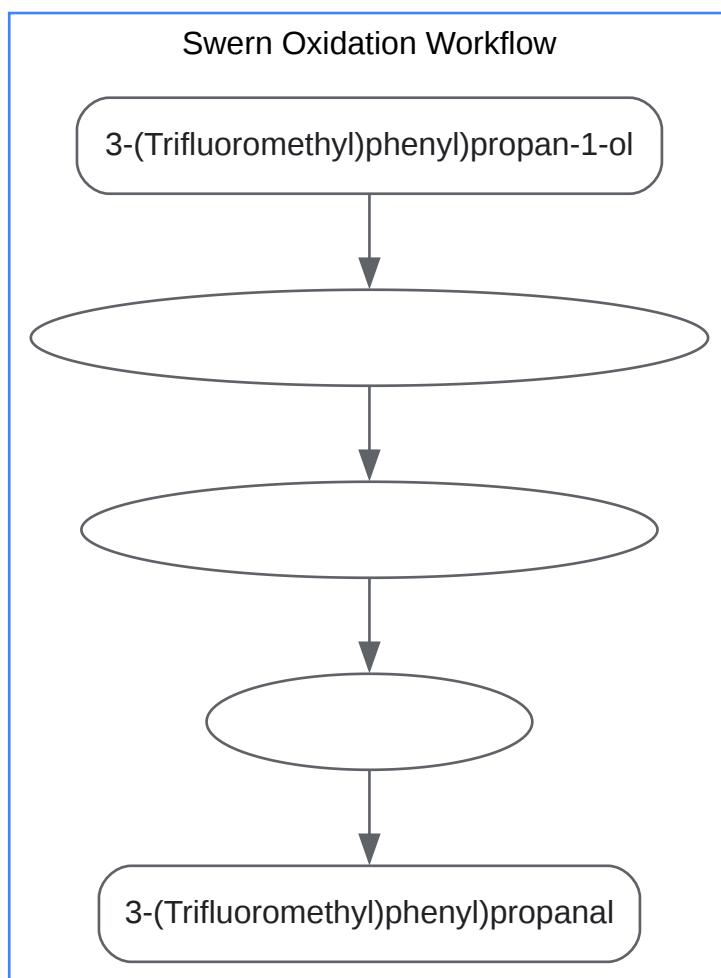 Swern Oxidation Workflow
3-(Trifluoromethyl)phenyl)propan-1-ol
3-(Trifluoromethyl)phenyl)propanal